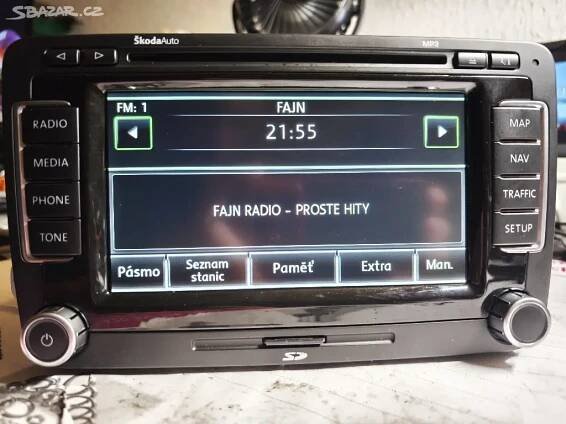 SBAZAR.CZ
ŠkodaAuto
MP3
RADIO
MEDIA
PHONE
TONE
FM: 1
FAJN
21:55
FAJN RADIO - PROSTE HITY
Pásmo
Seznam
stanic
Paměť
Extra
Man.
MAP
NAV
TRAFFIC
SETUP
SD